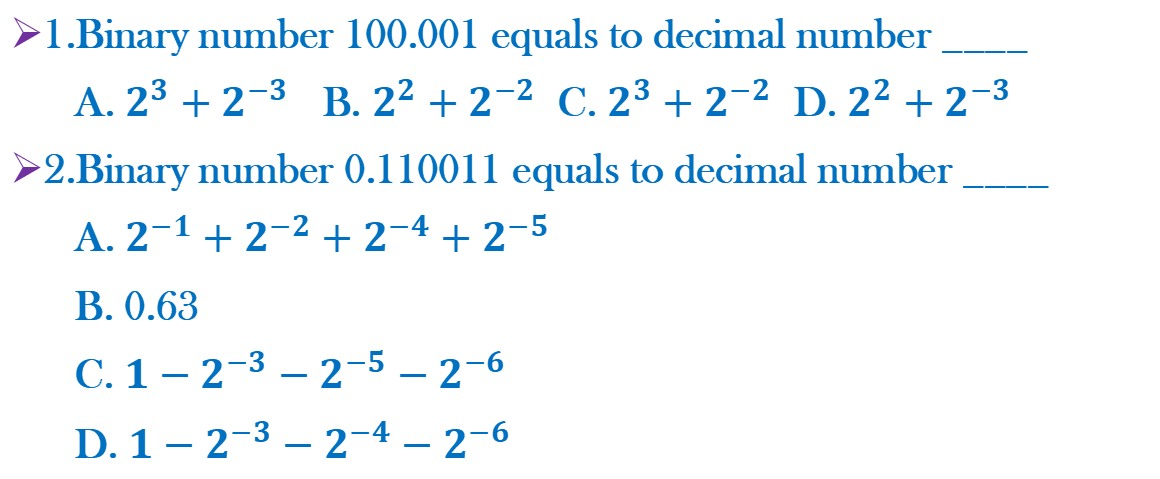 ➢1.Binary number 100.001 equals to decimal number ____
A. 2³ + 2⁻³ B. 2² + 2⁻² C. 2³ + 2⁻² D. 2² + 2⁻³
➢2.Binary number 0.110011 equals to decimal number ____
A. 2⁻¹ + 2⁻² + 2⁻⁴ + 2⁻⁵
B. 0.63
C. 1 − 2⁻³ − 2⁻⁵ − 2⁻⁶
D. 1 − 2⁻³ − 2⁻⁴ − 2⁻⁶